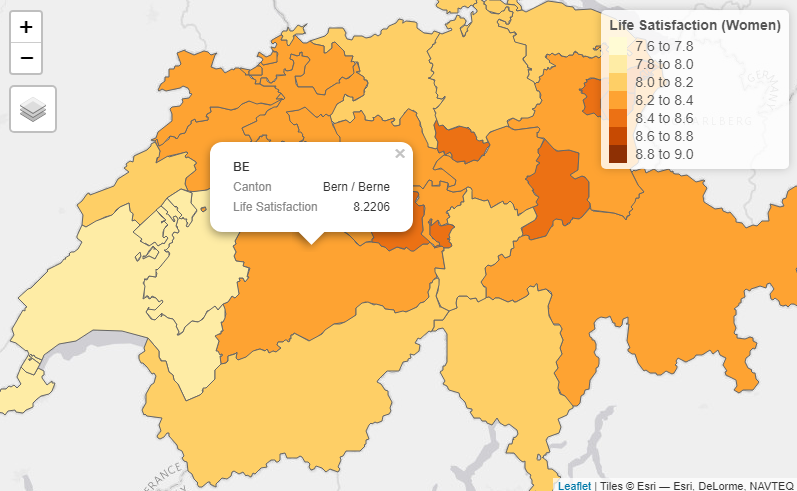 +
−
Life Satisfaction (Women)
7.6 to 7.8
7.8 to 8.0
8.0 to 8.2
8.2 to 8.4
8.4 to 8.6
8.6 to 8.8
8.8 to 9.0
×
BE
Canton Bern / Berne
Life Satisfaction 8.2206
FRANCE
Leaflet | Tiles © Esri — Esri, DeLorme, NAVTEQ